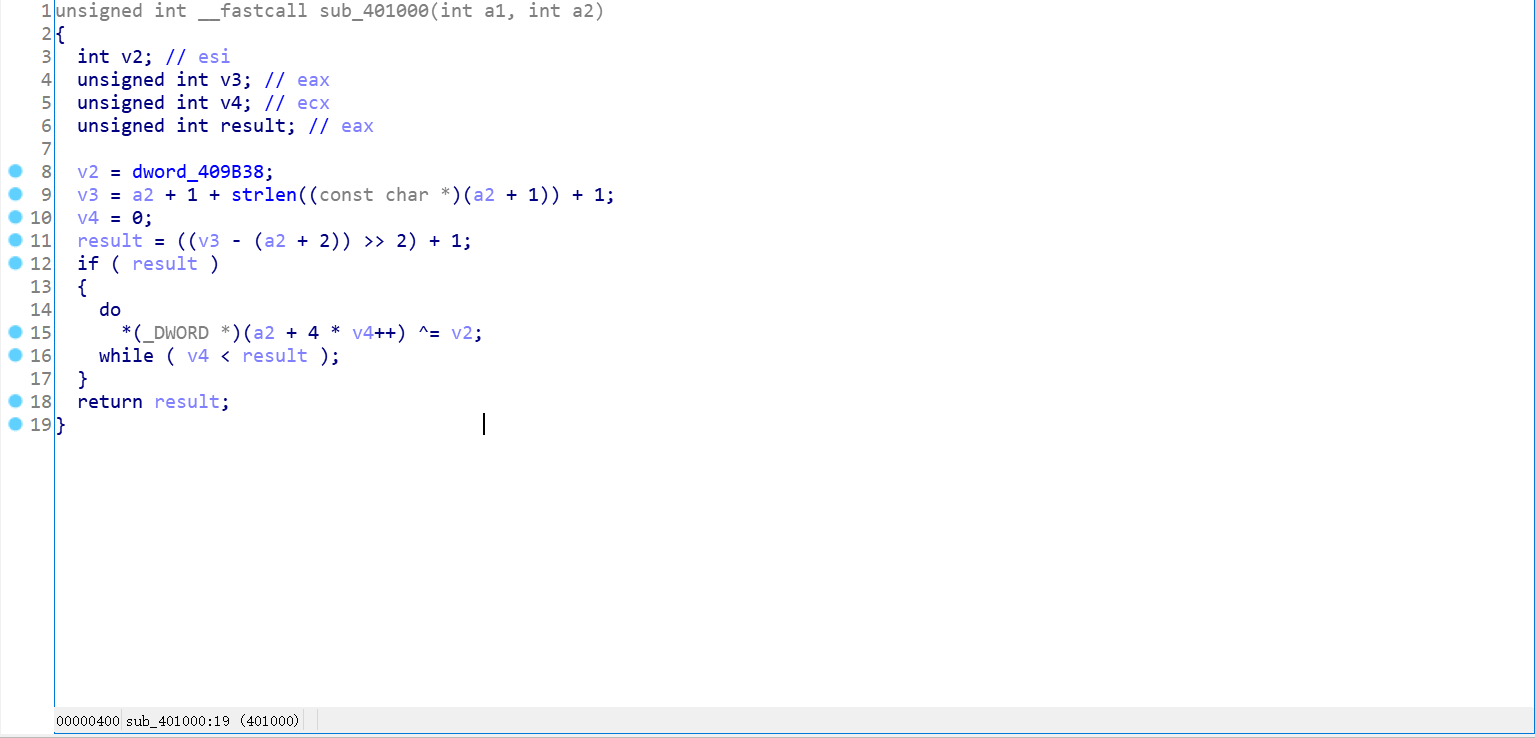 1 unsigned int __fastcall sub_401000(int a1, int a2)
2 {
3   int v2; // esi
4   unsigned int v3; // eax
5   unsigned int v4; // ecx
6   unsigned int result; // eax
7
8   v2 = dword_409B38;
9   v3 = a2 + 1 + strlen((const char *)(a2 + 1)) + 1;
10   v4 = 0;
11   result = ((v3 - (a2 + 2)) >> 2) + 1;
12   if ( result )
13   {
14     do
15       *(_DWORD *)(a2 + 4 * v4++) ^= v2;
16     while ( v4 < result );
17   }
18   return result;
19 }
00000400 sub_401000:19 (401000)